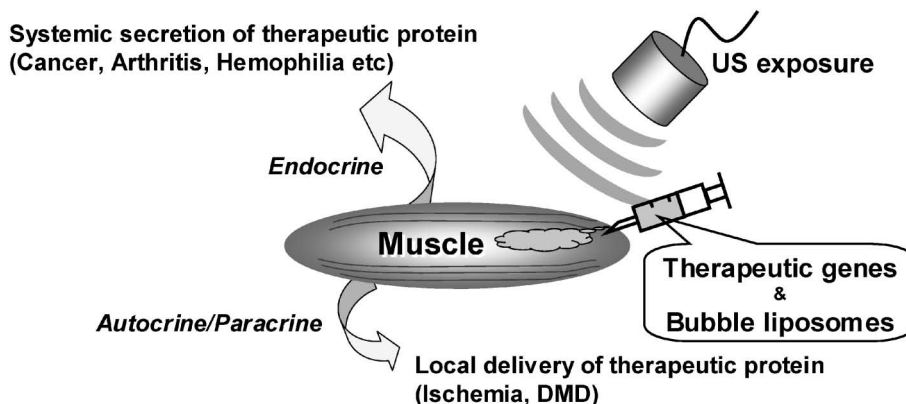 Systemic secretion of therapeutic protein
(Cancer, Arthritis, Hemophilia etc)
US exposure
Endocrine
Muscle
Therapeutic genes
&
Bubble liposomes
Autocrine/Paracrine
Local delivery of therapeutic protein
(Ischemia, DMD)